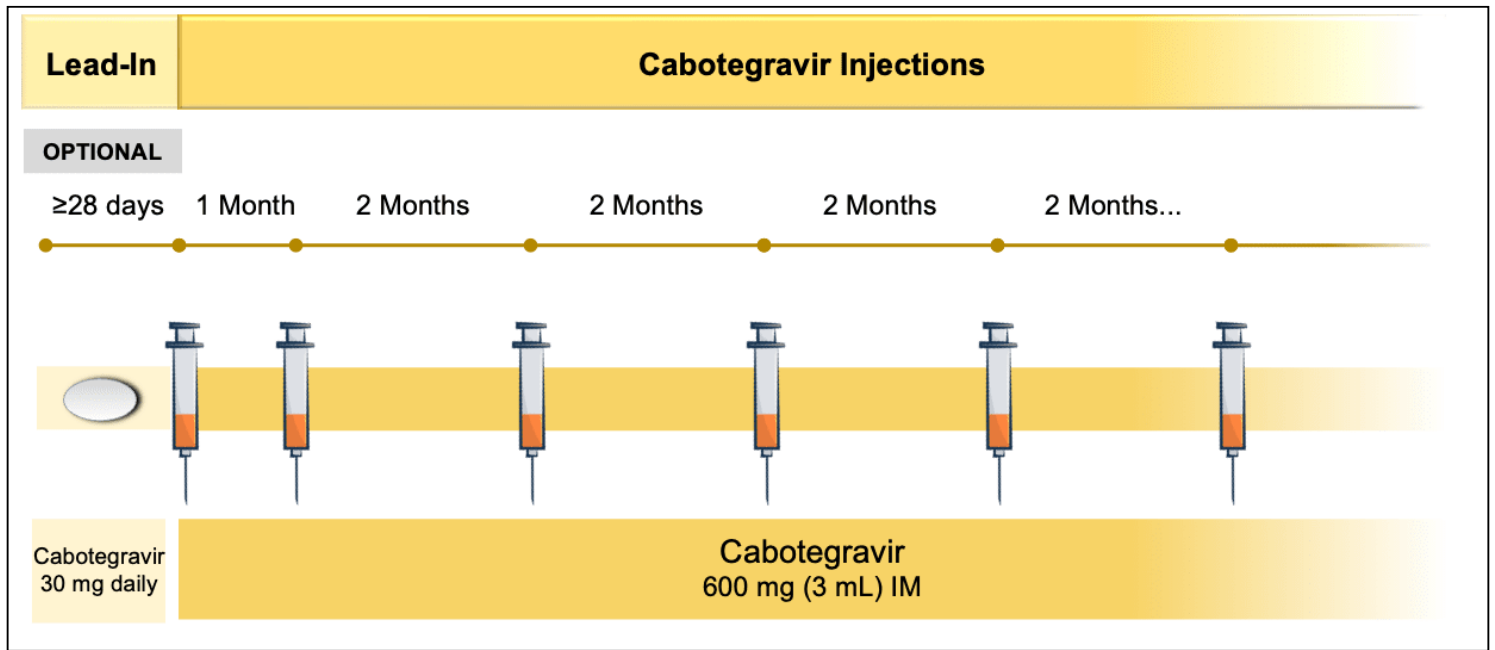 Lead-In
Cabotegravir Injections
OPTIONAL
≥28 days
1 Month
2 Months
2 Months
2 Months
2 Months...
Cabotegravir
30 mg daily
Cabotegravir
600 mg (3 mL) IM